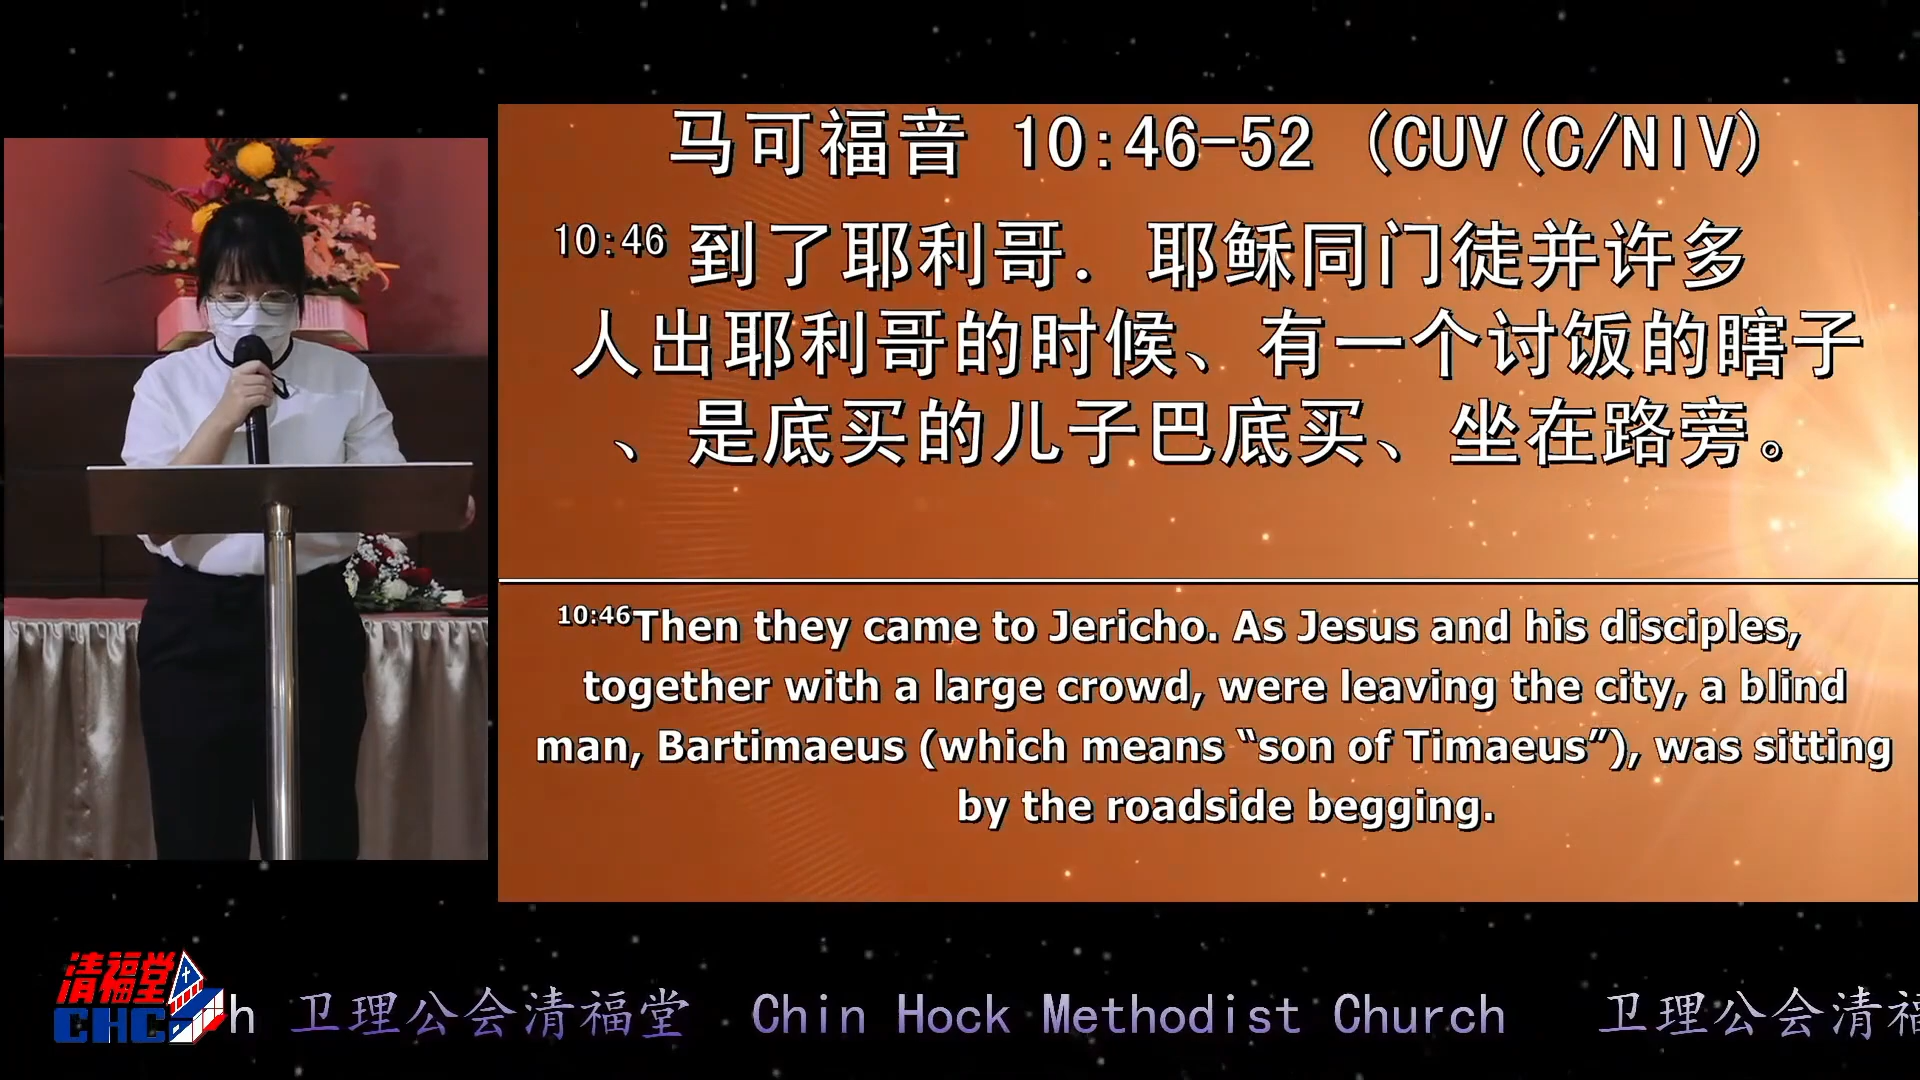 马可福音 10:46-52 (CUV(C/NIV)
10:46 到了耶利哥．耶稣同门徒并许多
人出耶利哥的时候、有一个讨饭的瞎子
、是底买的儿子巴底买、坐在路旁。
10:46Then they came to Jericho. As Jesus and his disciples,
together with a large crowd, were leaving the city, a blind
man, Bartimaeus (which means “son of Timaeus”), was sitting
by the roadside begging.
清福堂
CHC
h 卫理公会清福堂 Chin Hock Methodist Church 卫理公会清福